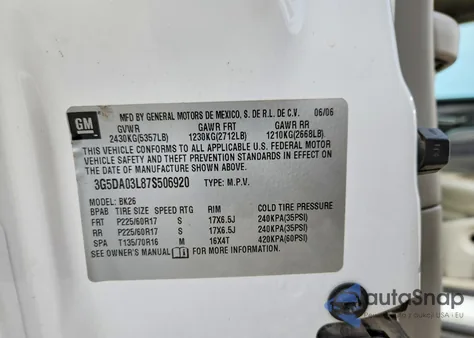 GM
MFD BY GENERAL MOTORS DE MEXICO, S. DE R.L. DE C.V. 06/06
GVWR GAWR FRT GAWR RR
2430KG(5357LB) 1230KG(2712LB) 1210KG(2668LB)
THIS VEHICLE CONFORMS TO ALL APPLICABLE U.S. FEDERAL MOTOR
VEHICLE SAFETY AND THEFT PREVENTION STANDARDS IN EFFECT ON
THE DATE OF MANUFACTURE SHOWN ABOVE.
3G5DA03L87S506920 TYPE: M.P.V.
MODEL: BK26
BPAB TIRE SIZE SPEED RTG RIM COLD TIRE PRESSURE
FRT P225/60R17 S 17X6.5J 240KPA(35PSI)
RR P225/60R17 S 17X6.5J 240KPA(35PSI)
SPA T135/70R16 M 16X4T 420KPA(60PSI)
SEE OWNER'S MANUAL FOR MORE INFORMATION.
autoSnap